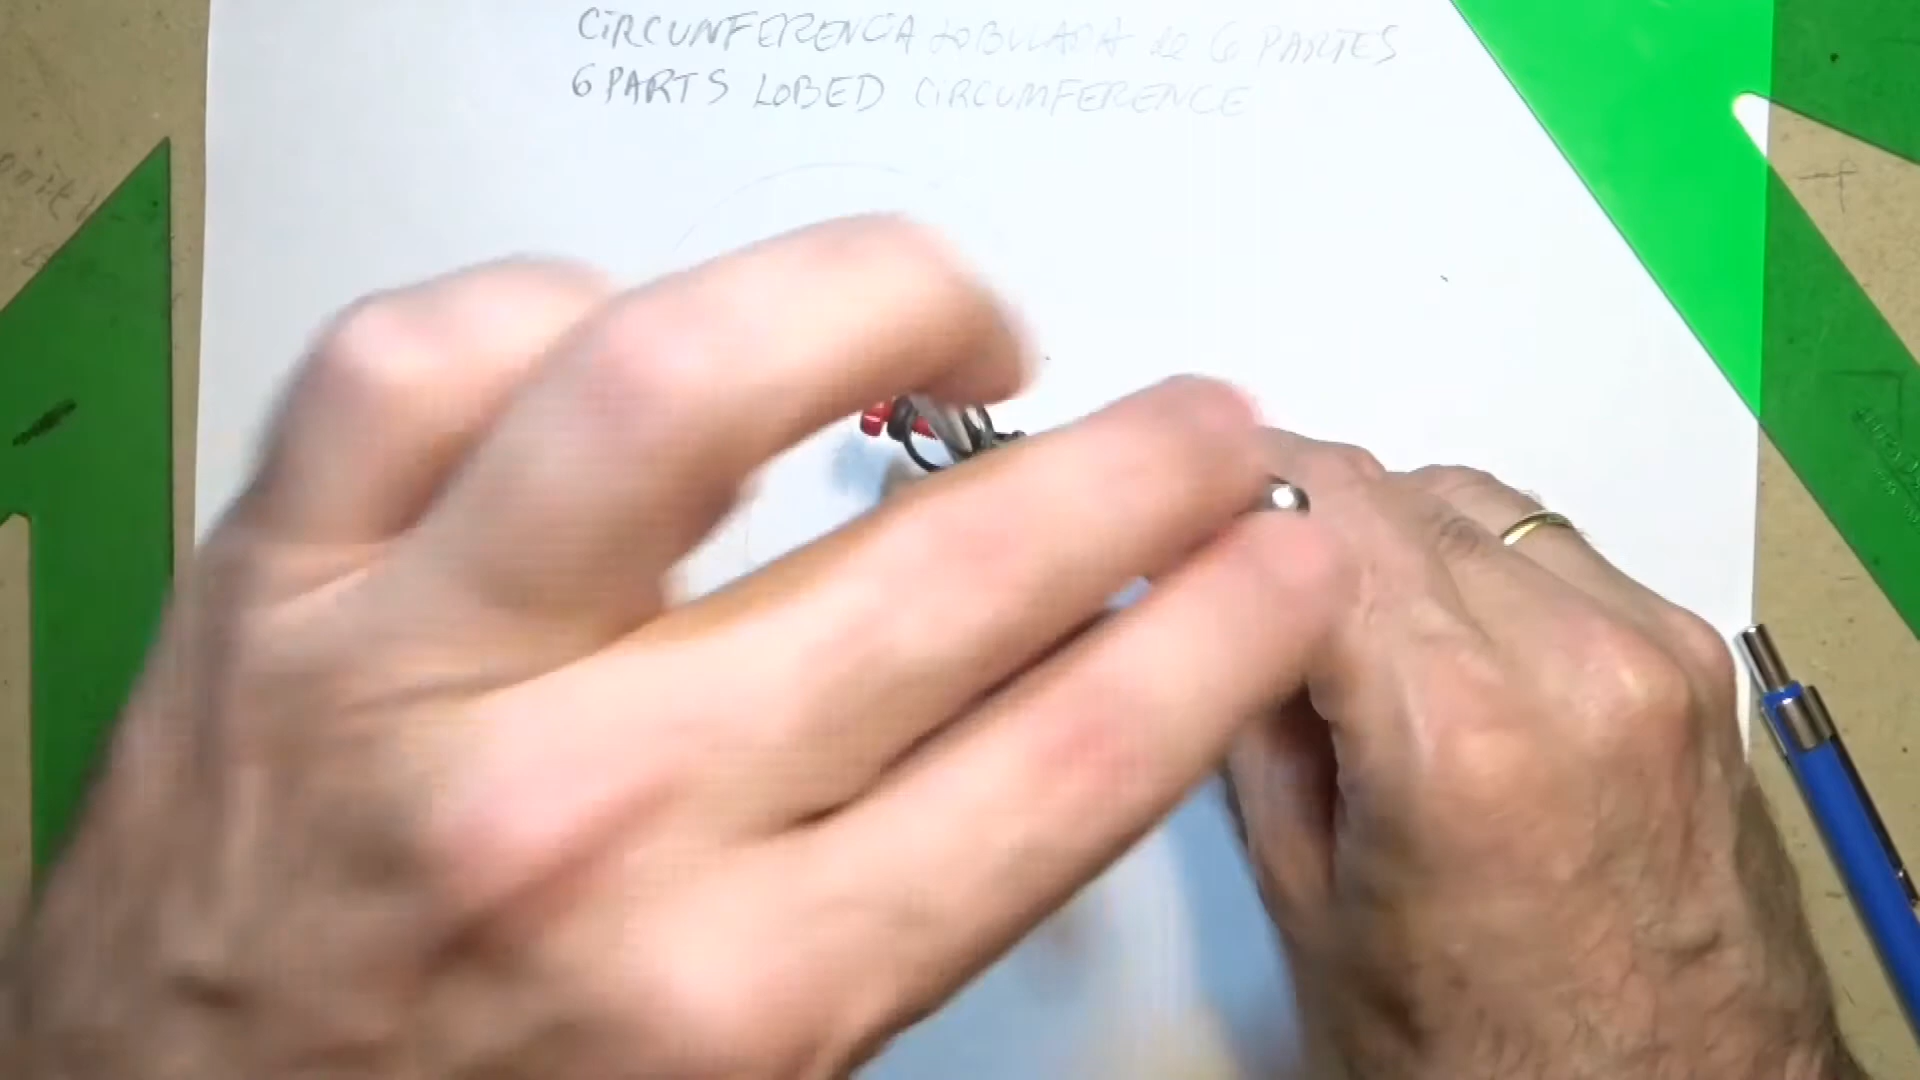 CIRCUNFERENCIA LOBULADA de 6 PARTES
6 PARTS LOBED CIRCUMFERENCE